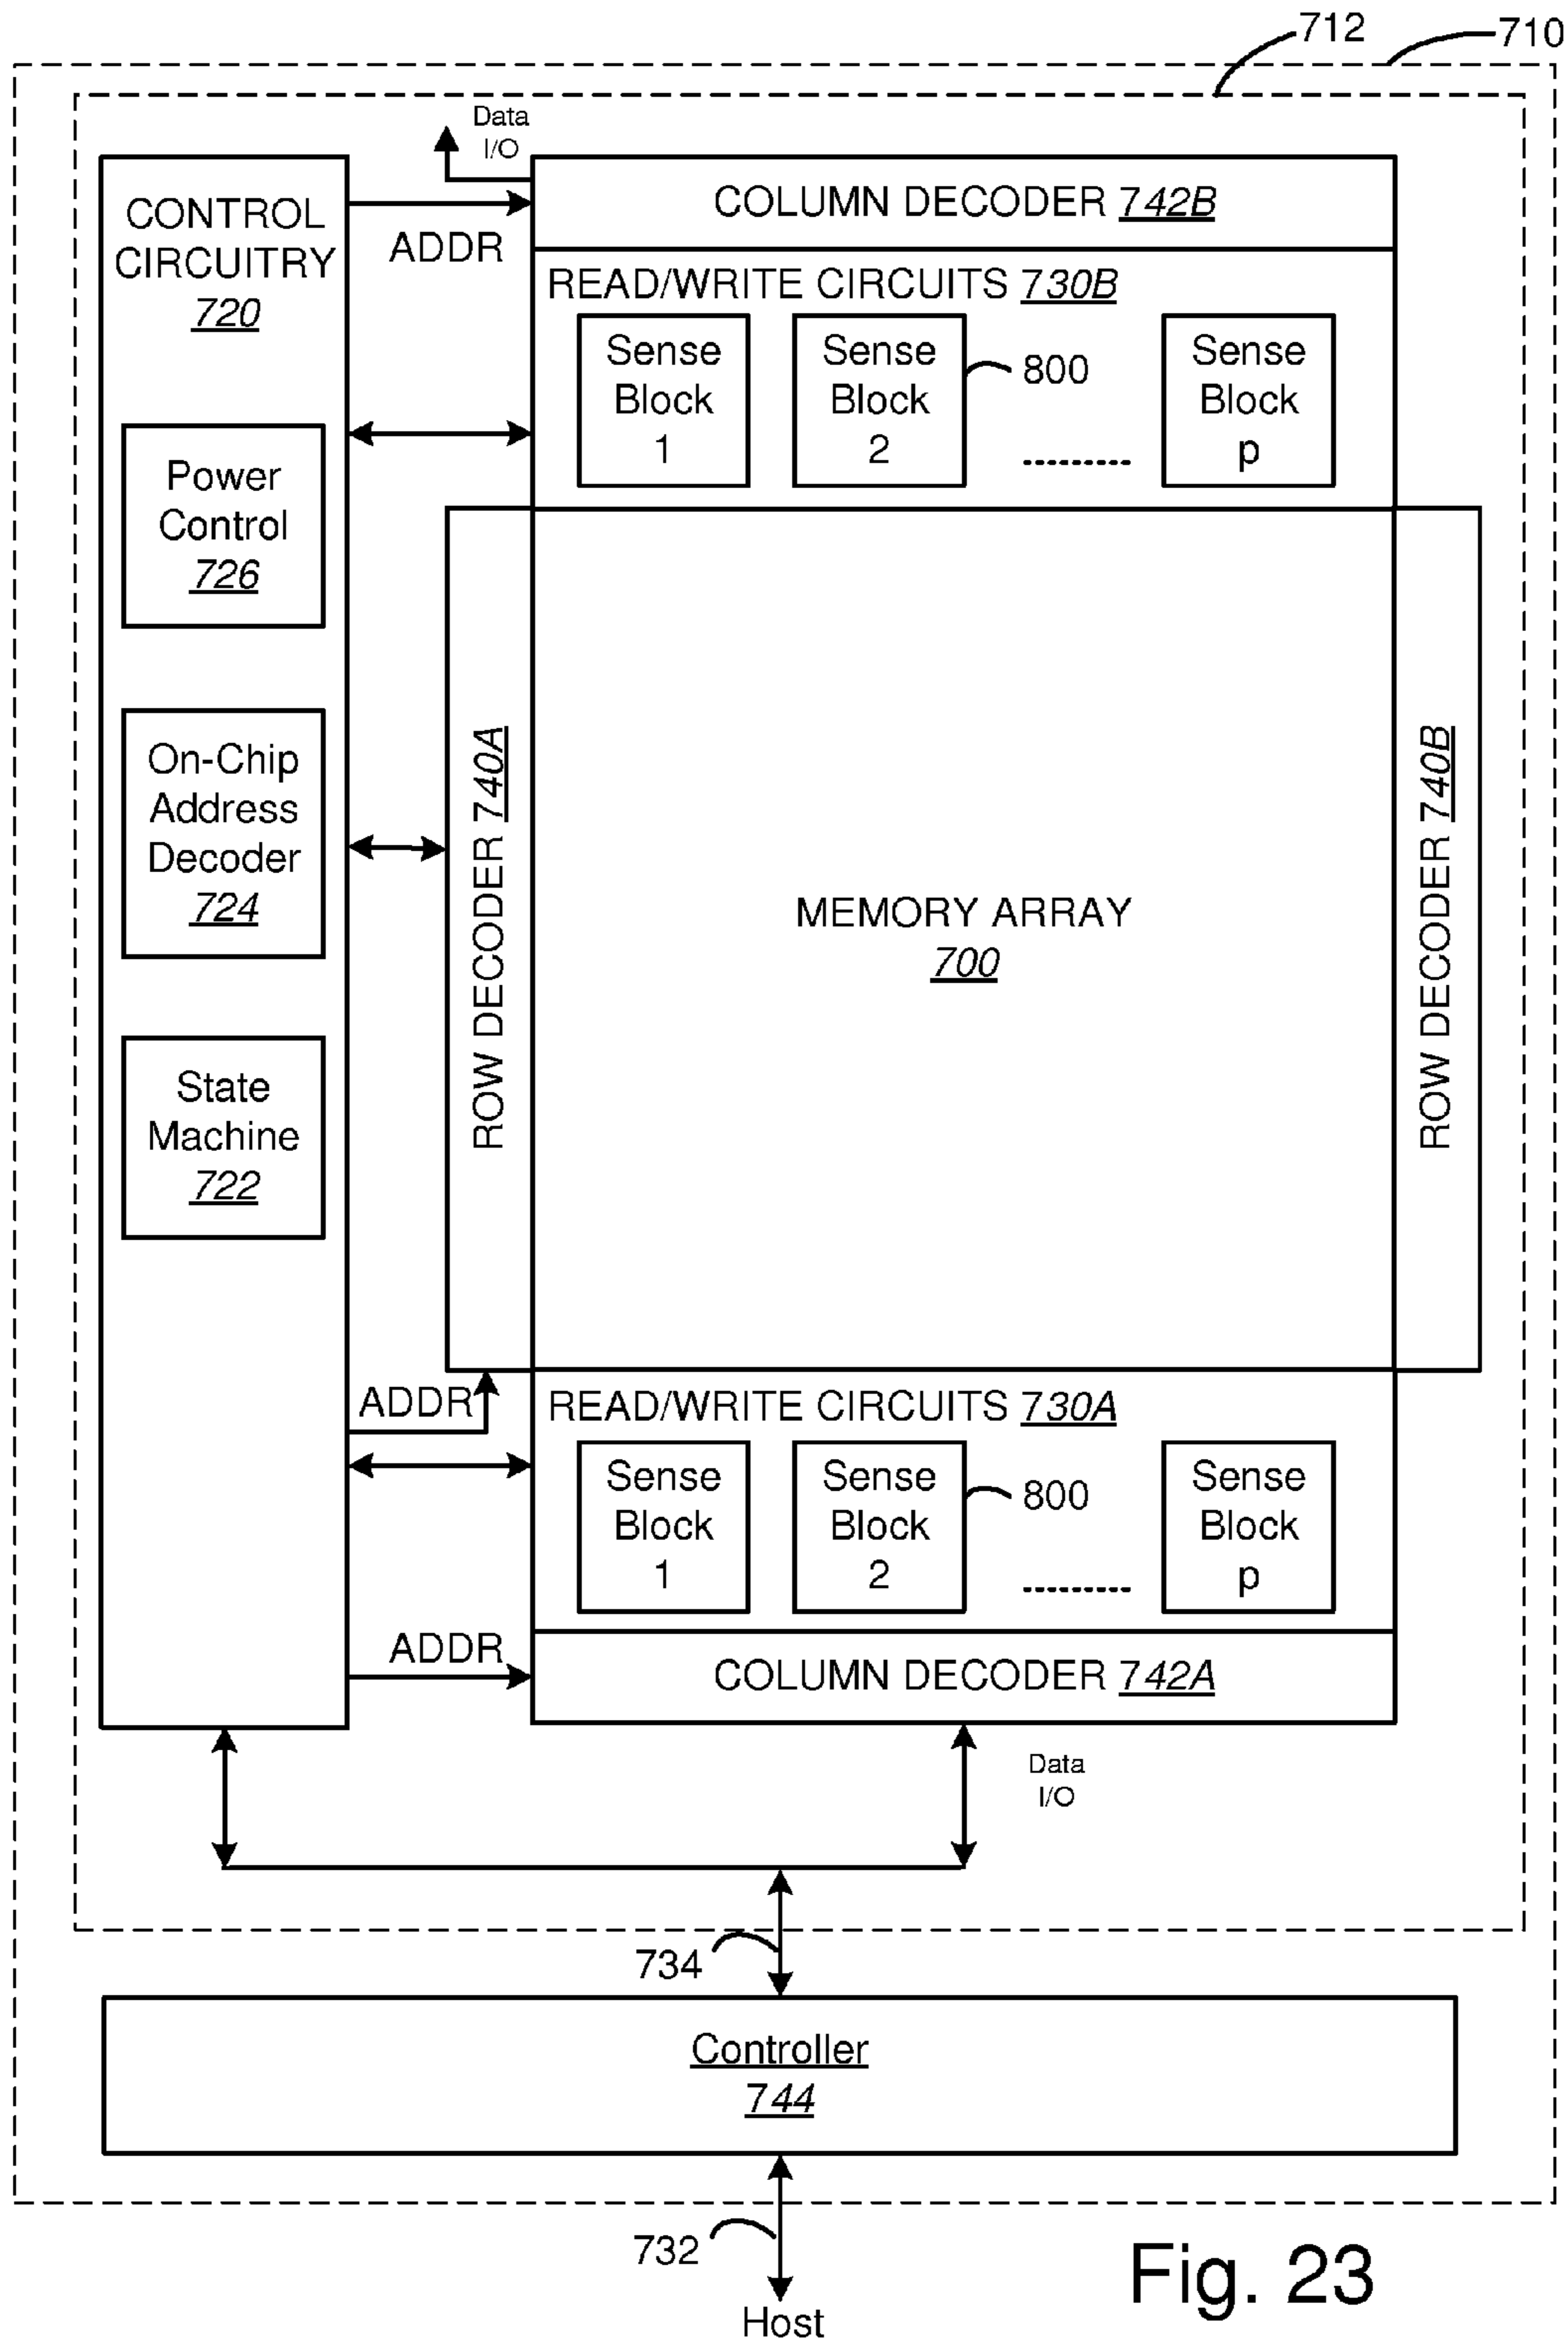 712
710
Data
I/O
CONTROL
CIRCUITRY
720
ADDR
COLUMN DECODER 742B
READ/WRITE CIRCUITS 730B
Sense
Block
1
Sense
Block
2
800
.........
Sense
Block
p
Power
Control
726
On-Chip
Address
Decoder
724
State
Machine
722
ROW DECODER 740A
MEMORY ARRAY
700
ROW DECODER 740B
ADDR
READ/WRITE CIRCUITS 730A
Sense
Block
1
Sense
Block
2
800
.........
Sense
Block
p
ADDR
COLUMN DECODER 742A
Data
I/O
734
Controller
744
732
Host
Fig. 23